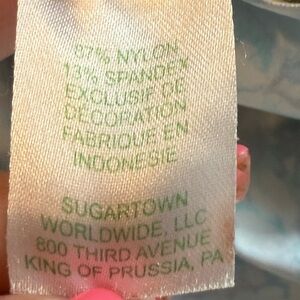 87% NYLON
13% SPANDEX
EXCLUSIF DE
DECORATION
FABRIQUE EN
INDONESIE
SUGARTOWN
WORLDWIDE, LLC
800 THIRD AVENUE
KING OF PRUSSIA, PA